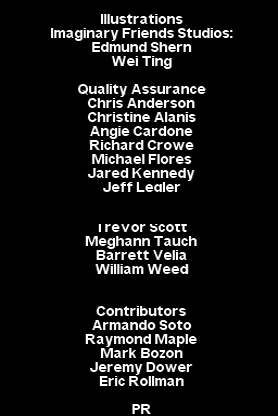 Illustrations
Imaginary Friends Studios:
Edmund Shern
Wei Ting
Quality Assurance
Chris Anderson
Christine Alanis
Angie Cardone
Richard Crowe
Michael Flores
Jared Kennedy
Jeff Legler
Trevor Scott
Meghann Tauch
Barrett Velia
William Weed
Contributors
Armando Soto
Raymond Maple
Mark Bozon
Jeremy Dower
Eric Rollman
PR